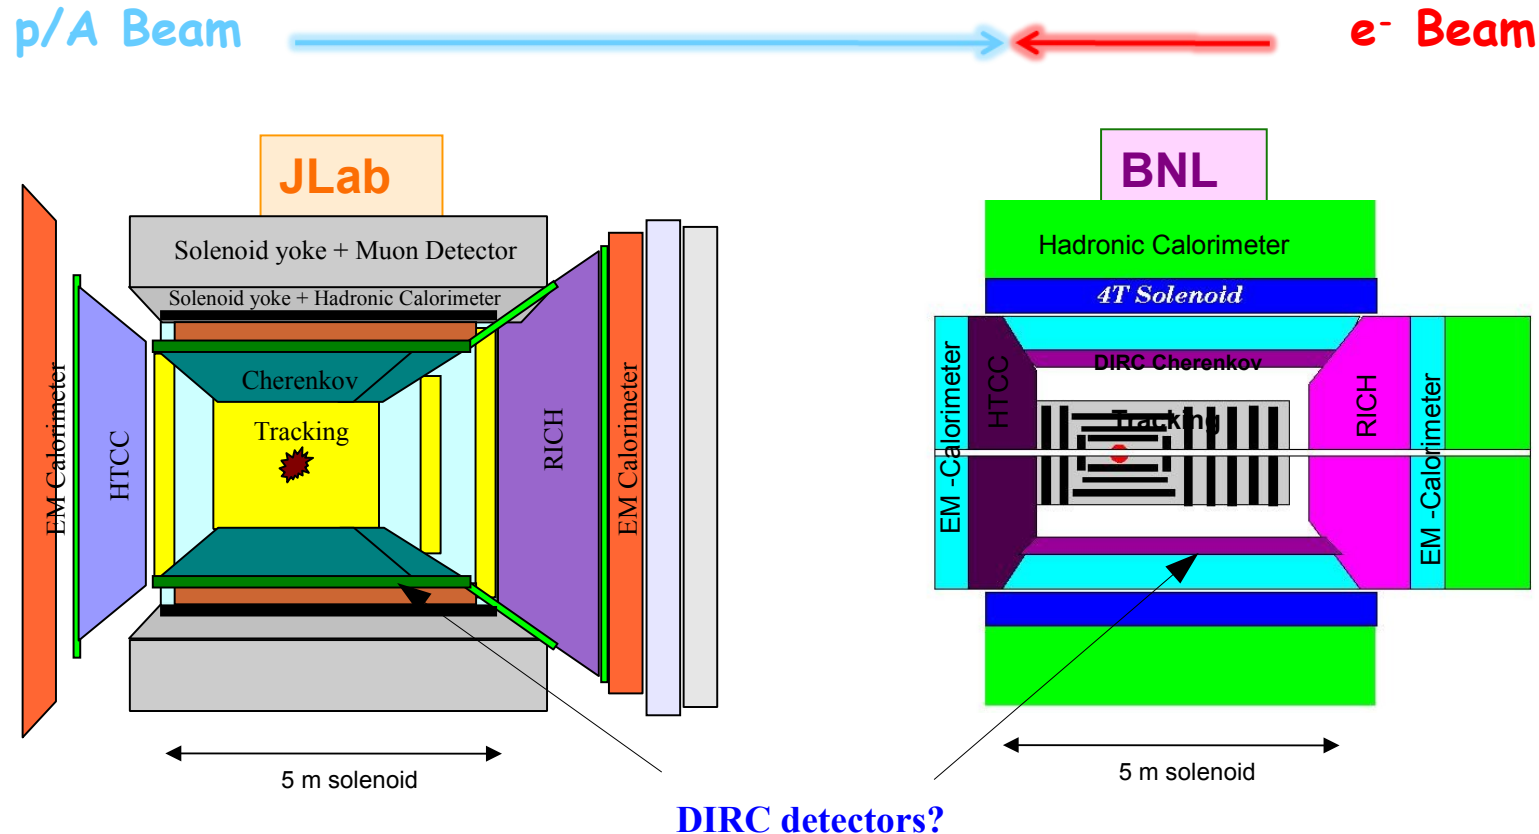 p/A Beam
e⁻ Beam
JLab
Solenoid yoke + Muon Detector
Solenoid yoke + Hadronic Calorimeter
EM Calorimeter
HTCC
Cherenkov
Tracking
RICH
EM Calorimeter
5 m solenoid
BNL
Hadronic Calorimeter
4T Solenoid
EM -Calorimeter
HTCC
DIRC Cherenkov
Tracking
RICH
EM -Calorimeter
5 m solenoid
DIRC detectors?